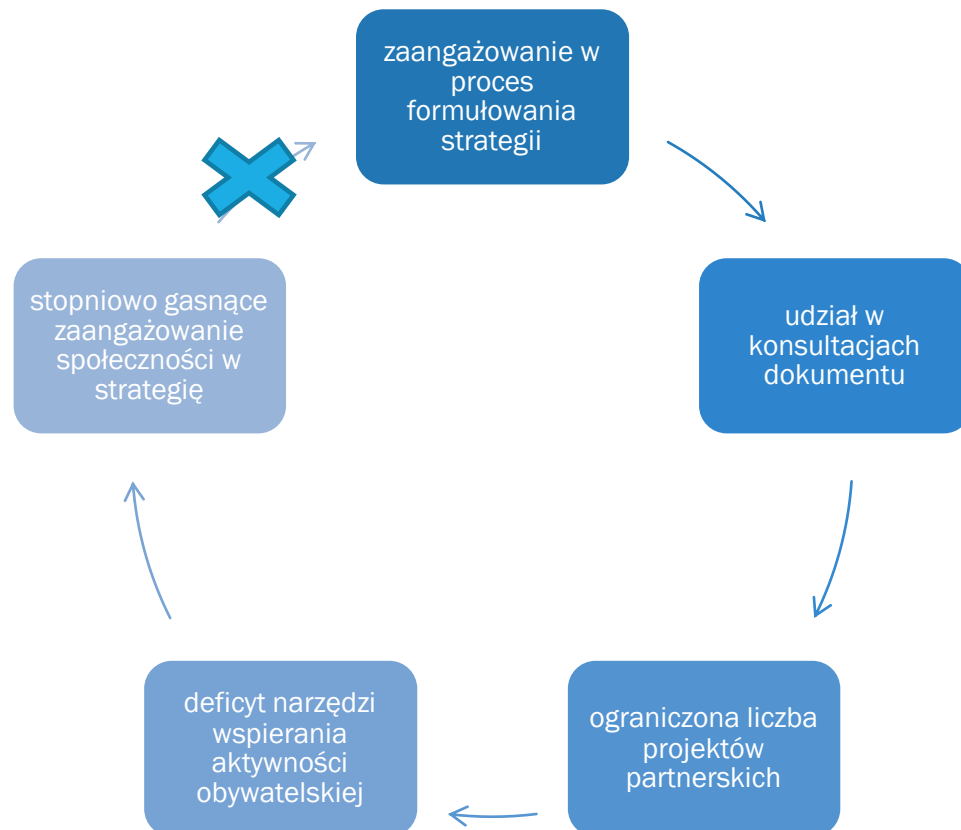 zaangażowanie w
proces
formułowania
strategii
udział w
konsultacjach
dokumentu
ograniczona liczba
projektów
partnerskich
deficyt narzędzi
wspierania
aktywności
obywatelskiej
stopniowo gasnące
zaangażowanie
społeczności w
strategię